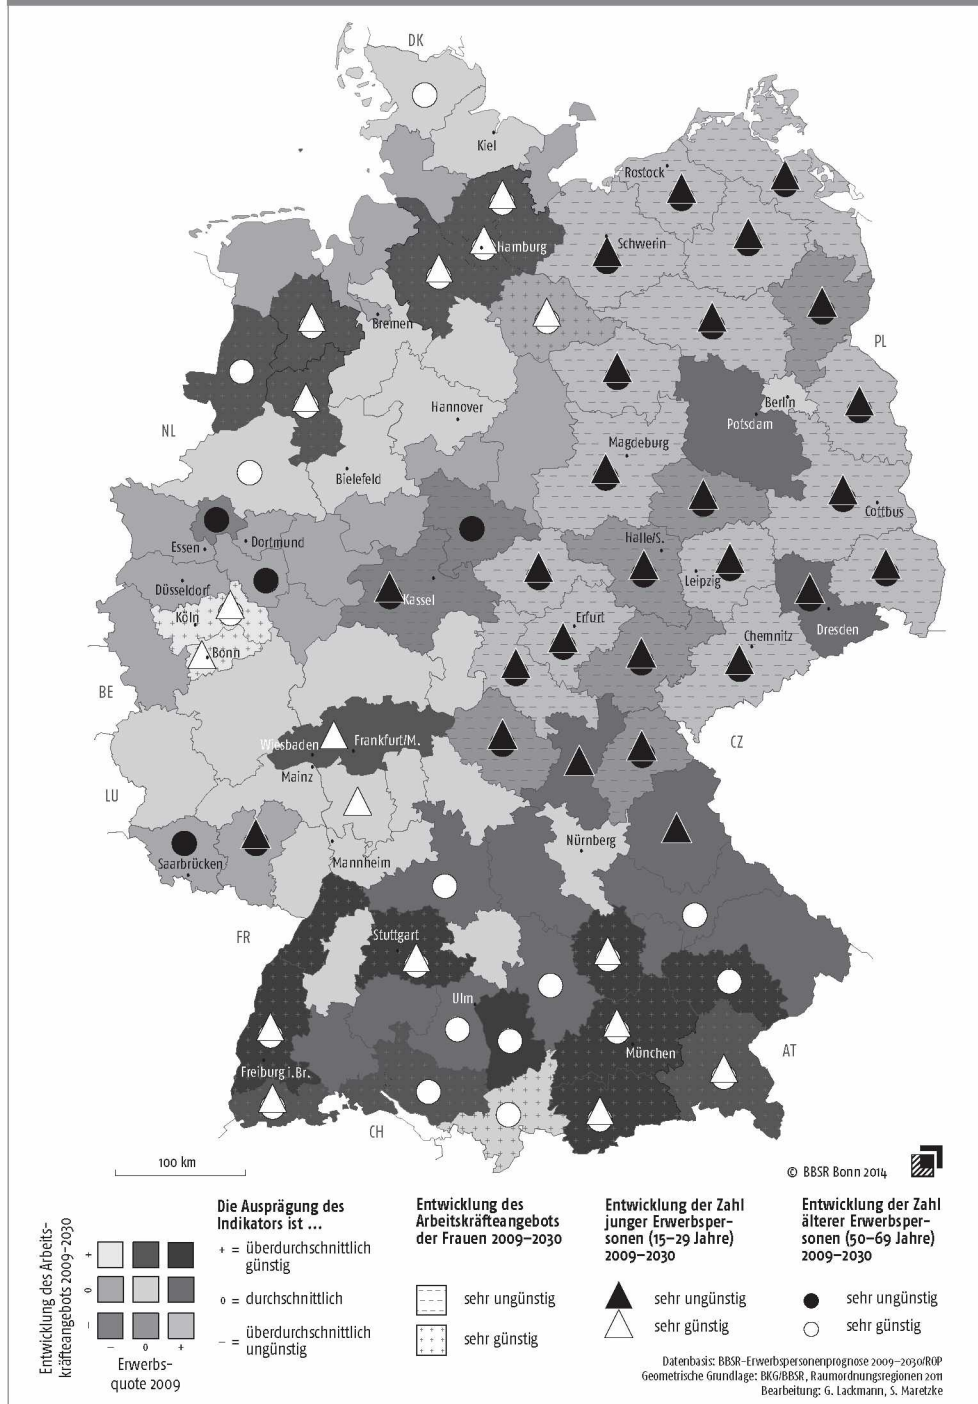 DK
Kiel
Rostock
Schwerin
Hamburg
Bremen
PL
Berlin
Potsdam
Hannover
NL
Magdeburg
Bielefeld
Cottbus
Essen
Dortmund
Halle/S.
Leipzig
Düsseldorf
Kassel
Köln
Erfurt
Dresden
Chemnitz
Bonn
BE
Wiesbaden
Frankfurt/M.
CZ
Mainz
LU
Nürnberg
Mannheim
Saarbrücken
FR
Stuttgart
Ulm
München
AT
Freiburg i.Br.
CH
100 km
© BBSR Bonn 2014
Entwicklung des Arbeits-
kräfteangebots 2009–2030
+
0
–
– 0 +
Erwerbs-
quote 2009
Die Ausprägung des
Indikators ist ...
+ = überdurchschnittlich
günstig
0 = durchschnittlich
– = überdurchschnittlich
ungünstig
Entwicklung des
Arbeitskräfteangebots
der Frauen 2009–2030
sehr ungünstig
sehr günstig
Entwicklung der Zahl
junger Erwerbsper-
sonen (15–29 Jahre)
2009–2030
sehr ungünstig
sehr günstig
Entwicklung der Zahl
älterer Erwerbsper-
sonen (50–69 Jahre)
2009–2030
sehr ungünstig
sehr günstig
Datenbasis: BBSR-Erwerbspersonenprognose 2009–2030/ROP
Geometrische Grundlage: BKG/BBSR, Raumordnungsregionen 2011
Bearbeitung: G. Lackmann, S. Maretzke